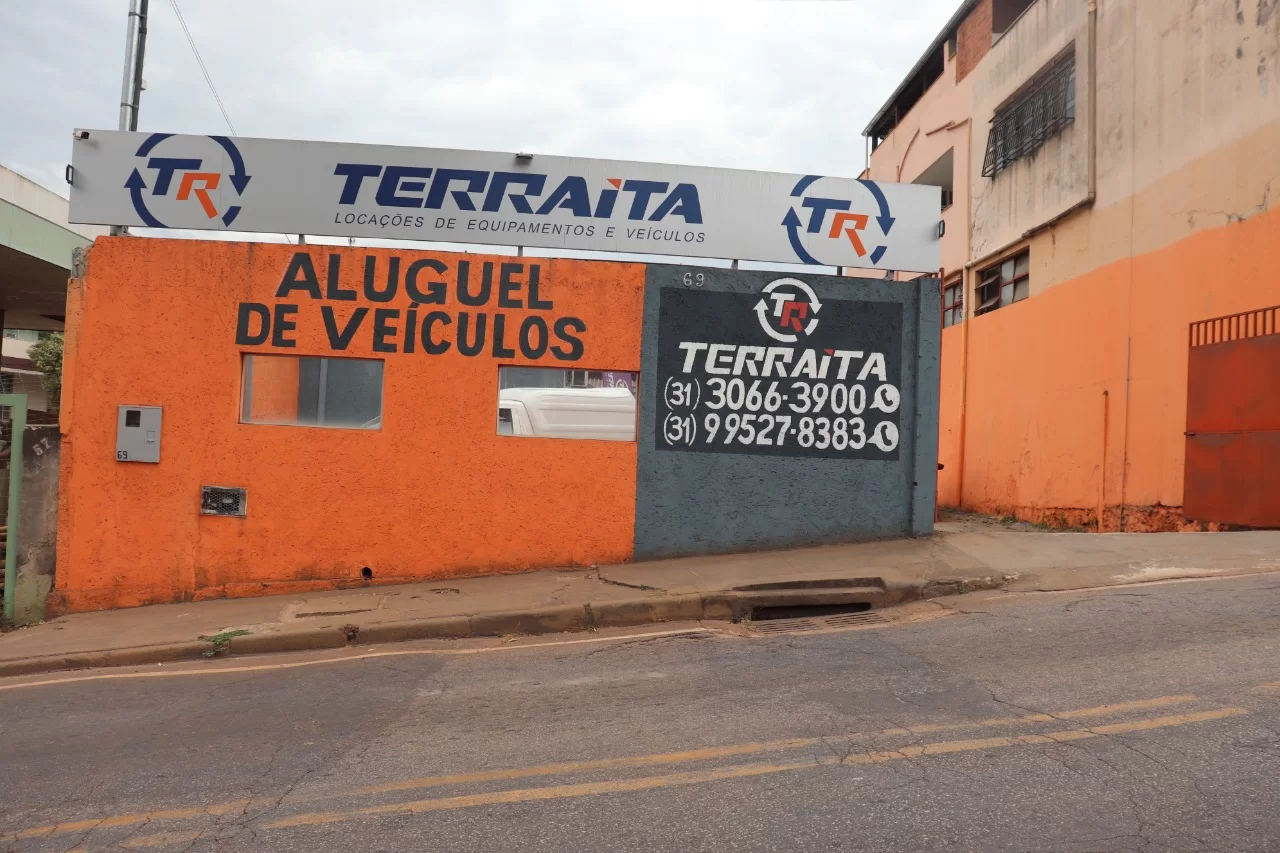 TR
TERRAITA
LOCAÇÕES DE EQUIPAMENTOS E VEÍCULOS
TR
ALUGUEL
DE VEÍCULOS
69
TR
TERRAITA
(31) 3066-3900
(31) 99527-8383
69
57